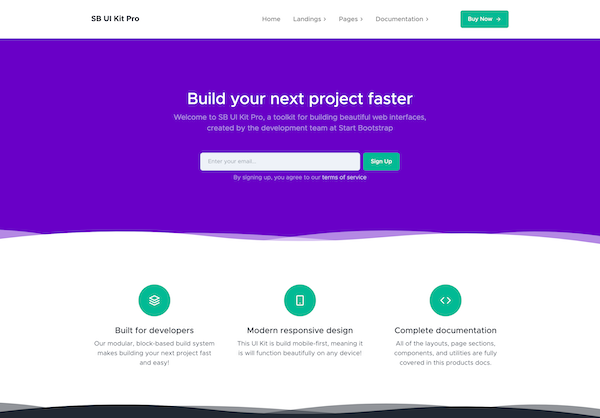 SB UI Kit Pro
Home Landings Pages Documentation Buy Now
Build your next project faster
Welcome to SB UI Kit Pro, a toolkit for building beautiful web interfaces,
created by the development team at Start Bootstrap
Enter your email... Sign Up
By signing up, you agree to our terms of service
Built for developers
Our modular, block-based build system
makes building your next project fast
and easy!
Modern responsive design
This UI Kit is build mobile-first, meaning it
is will function beautifully on any device!
Complete documentation
All of the layouts, page sections,
components, and utilities are fully
covered in this products docs.